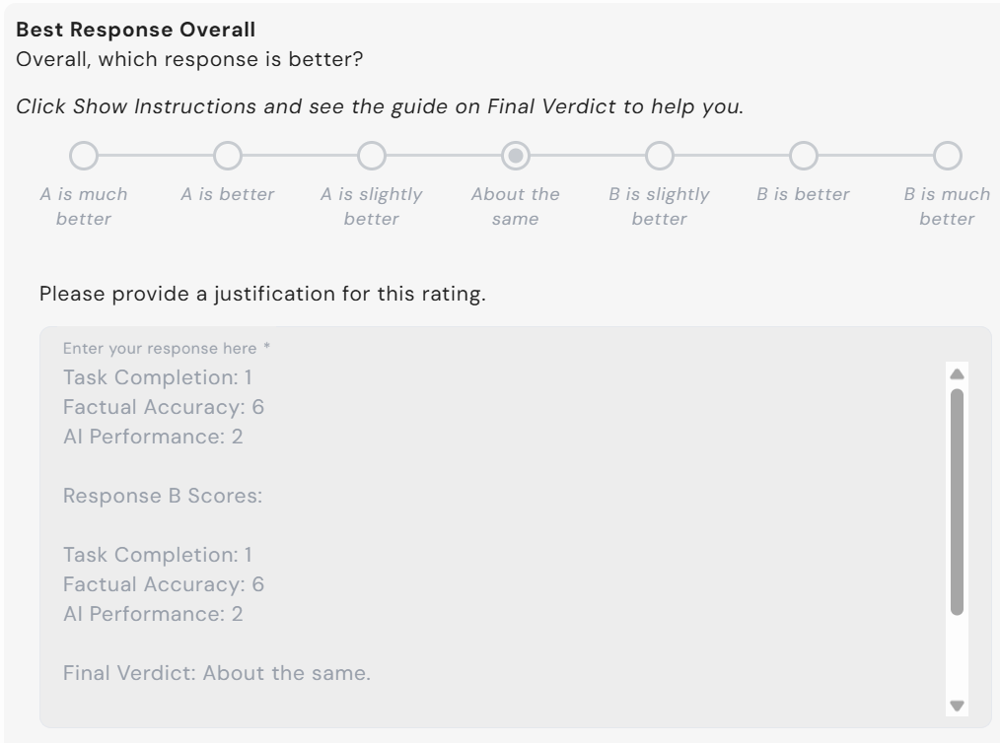 Best Response Overall
Overall, which response is better?
Click Show Instructions and see the guide on Final Verdict to help you.
A is much better
A is better
A is slightly better
About the same
B is slightly better
B is better
B is much better
Please provide a justification for this rating.
Enter your response here *
Task Completion: 1
Factual Accuracy: 6
AI Performance: 2
Response B Scores:
Task Completion: 1
Factual Accuracy: 6
AI Performance: 2
Final Verdict: About the same.